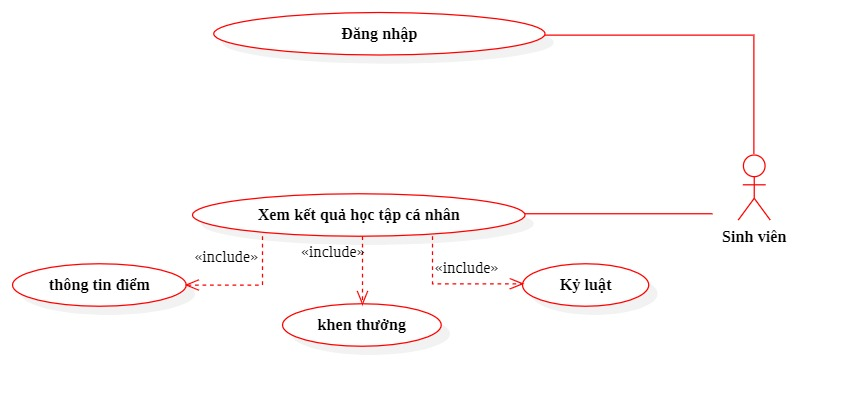 Đăng nhập
Xem kết quả học tập cá nhân
Sinh viên
«include»
«include»
«include»
thông tin điểm
Kỷ luật
khen thưởng